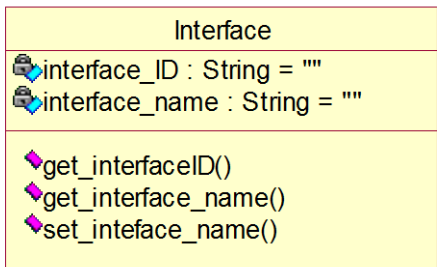 Interface
interface_ID : String = ""
interface_name : String = ""
get_interfaceID()
get_interface_name()
set_inteface_name()